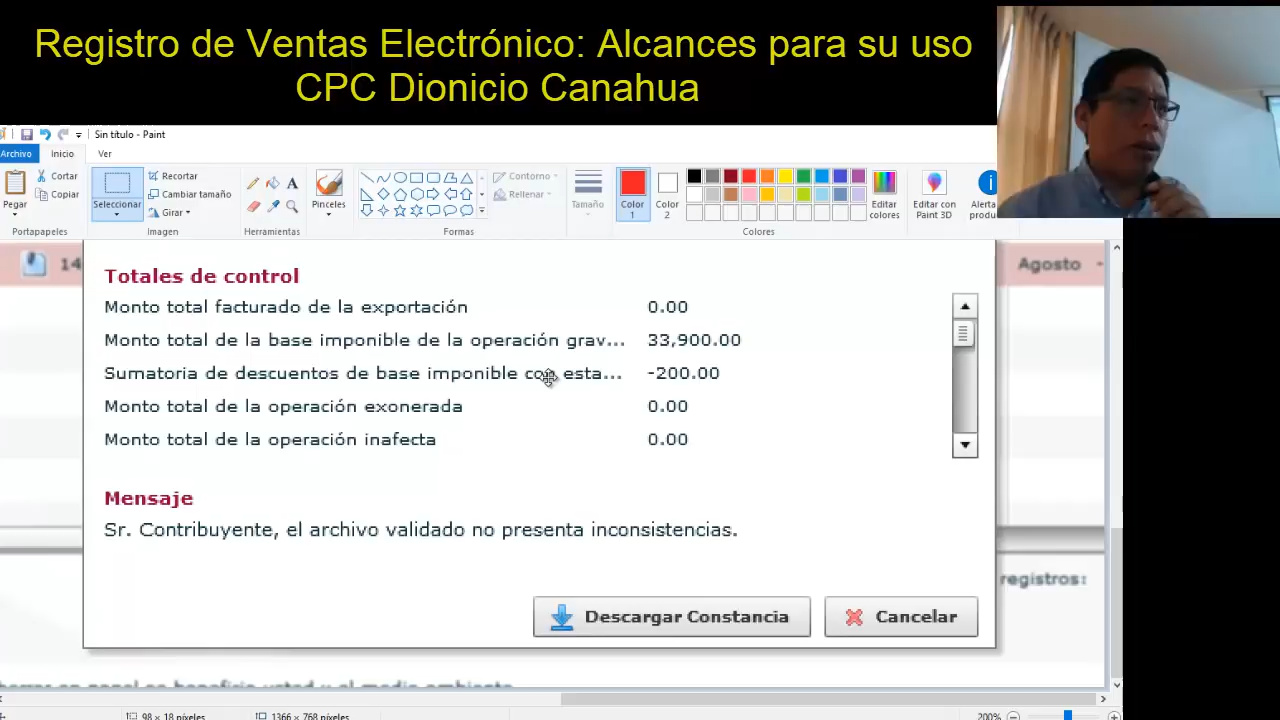 Registro de Ventas Electrónico: Alcances para su uso
CPC Dionicio Canahua
Sin título - Paint
Archivo Inicio Ver
Pegar
Cortar
Copiar
Portapapeles
Seleccionar
Recortar
Cambiar tamaño
Girar
Imagen
Herramientas
Pinceles
Contorno
Rellenar
Formas
Tamaño
Color 1
Color 2
Editar colores
Colores
Editar con Paint 3D
Alerta
14
Agosto -
Totales de control
Monto total facturado de la exportación 0.00
Monto total de la base imponible de la operación grav... 33,900.00
Sumatoria de descuentos de base imponible con esta... -200.00
Monto total de la operación exonerada 0.00
Monto total de la operación inafecta 0.00
Mensaje
Sr. Contribuyente, el archivo validado no presenta inconsistencias.
registros:
Descargar Constancia Cancelar
98 × 18 píxeles 1366 × 768 píxeles 200%